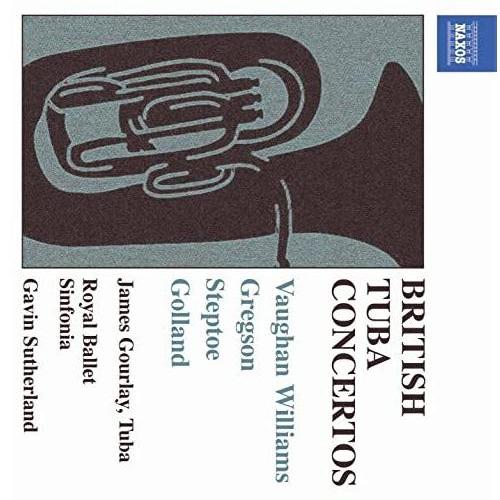 NAXOS
BRITISH
TUBA
CONCERTOS
Vaughan Williams
Gregson
Steptoe
Golland
James Gourlay, Tuba
Royal Ballet
Sinfonia
Gavin Sutherland